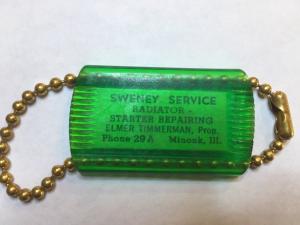 SWENEY SERVICE
RADIATOR -
STARTER REPAIRING
ELMER TIMMERMAN, Prop.
Phone 29A Minonk, Ill.